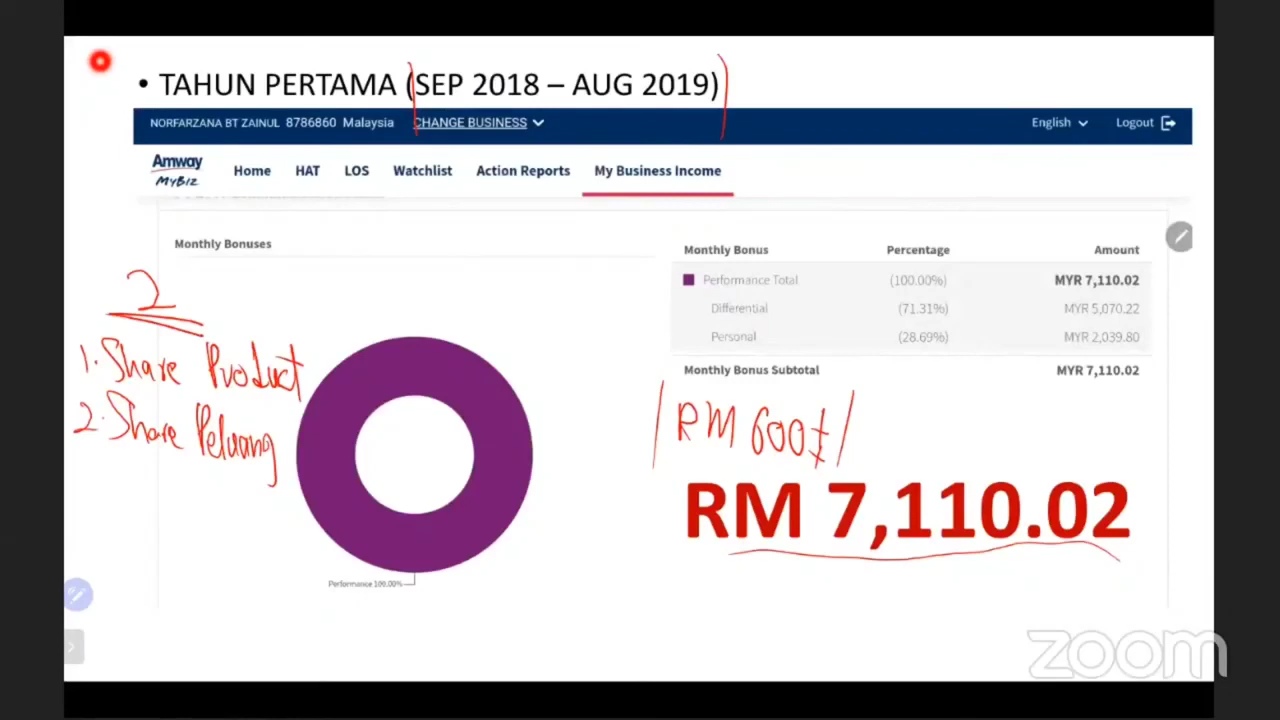 • TAHUN PERTAMA (SEP 2018 – AUG 2019)
NORFARZANA BT ZAINUL 8786860 Malaysia CHANGE BUSINESS English Logout
Amway
MyBiz
Home HAT LOS Watchlist Action Reports My Business Income
Monthly Bonuses
Monthly Bonus Percentage Amount
Performance Total (100.00%) MYR 7,110.02
Differential (71.31%) MYR 5,070.22
Personal (28.69%) MYR 2,039.80
Monthly Bonus Subtotal MYR 7,110.02
2
1. Share Product
2. Share Peluang
RM 600±
RM 7,110.02
Performance 100.00%
zoom